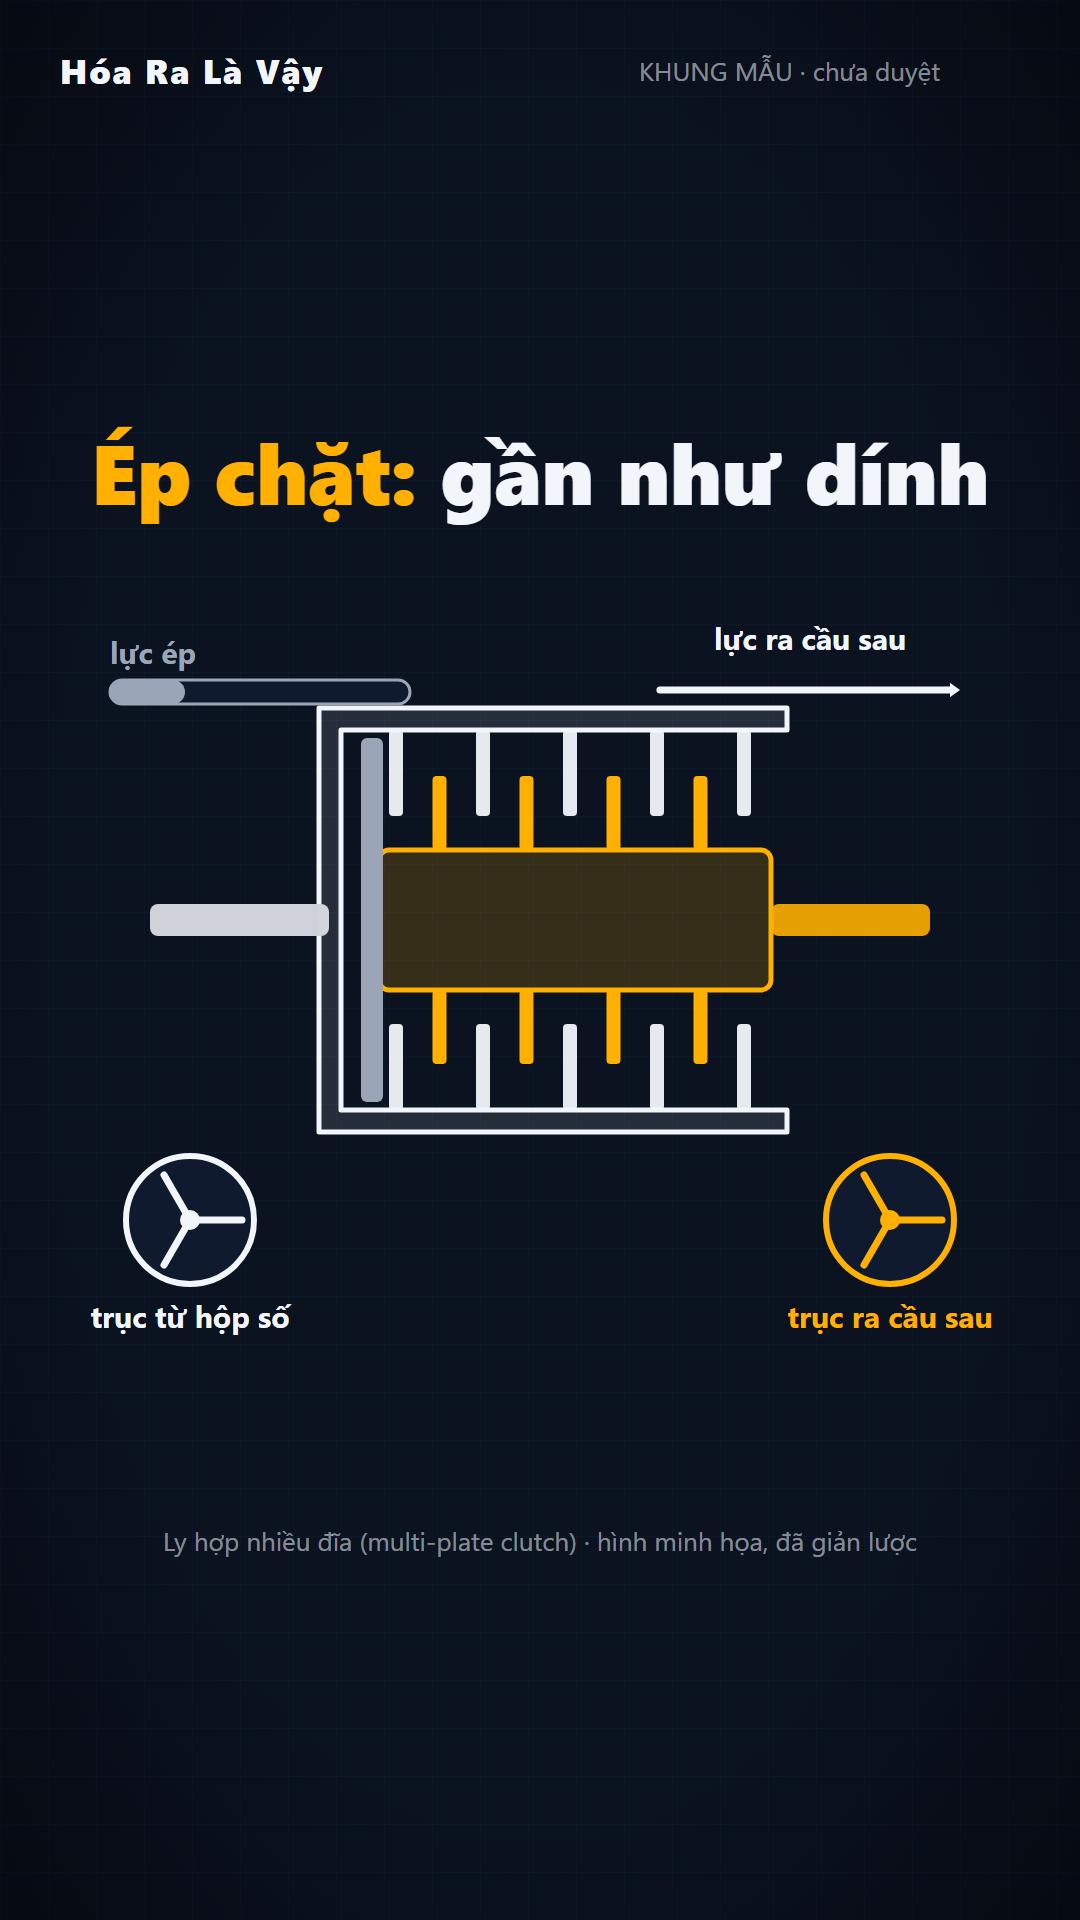 Hóa Ra Là Vậy
KHUNG MẪU · chưa duyệt
Ép chặt: gần như dính
lực ép
lực ra cầu sau
trục từ hộp số
trục ra cầu sau
Ly hợp nhiều đĩa (multi-plate clutch) · hình minh họa, đã giản lược